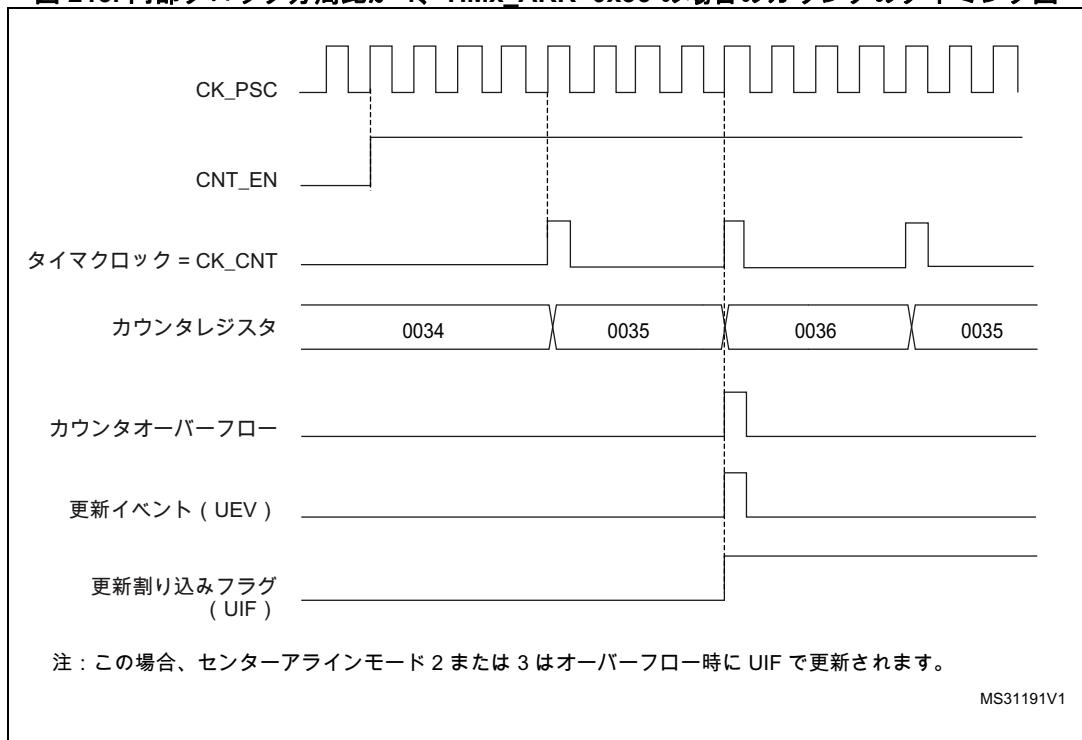 CK_PSC
CNT_EN
タイマクロック = CK_CNT
カウンタレジスタ
0034
0035
0036
0035
カウンタオーバーフロー
更新イベント ( UEV )
更新割り込みフラグ
( UIF )
注 : この場合、センターアラインモード 2 または 3 はオーバーフロー時に UIF で更新されます。
MS31191V1